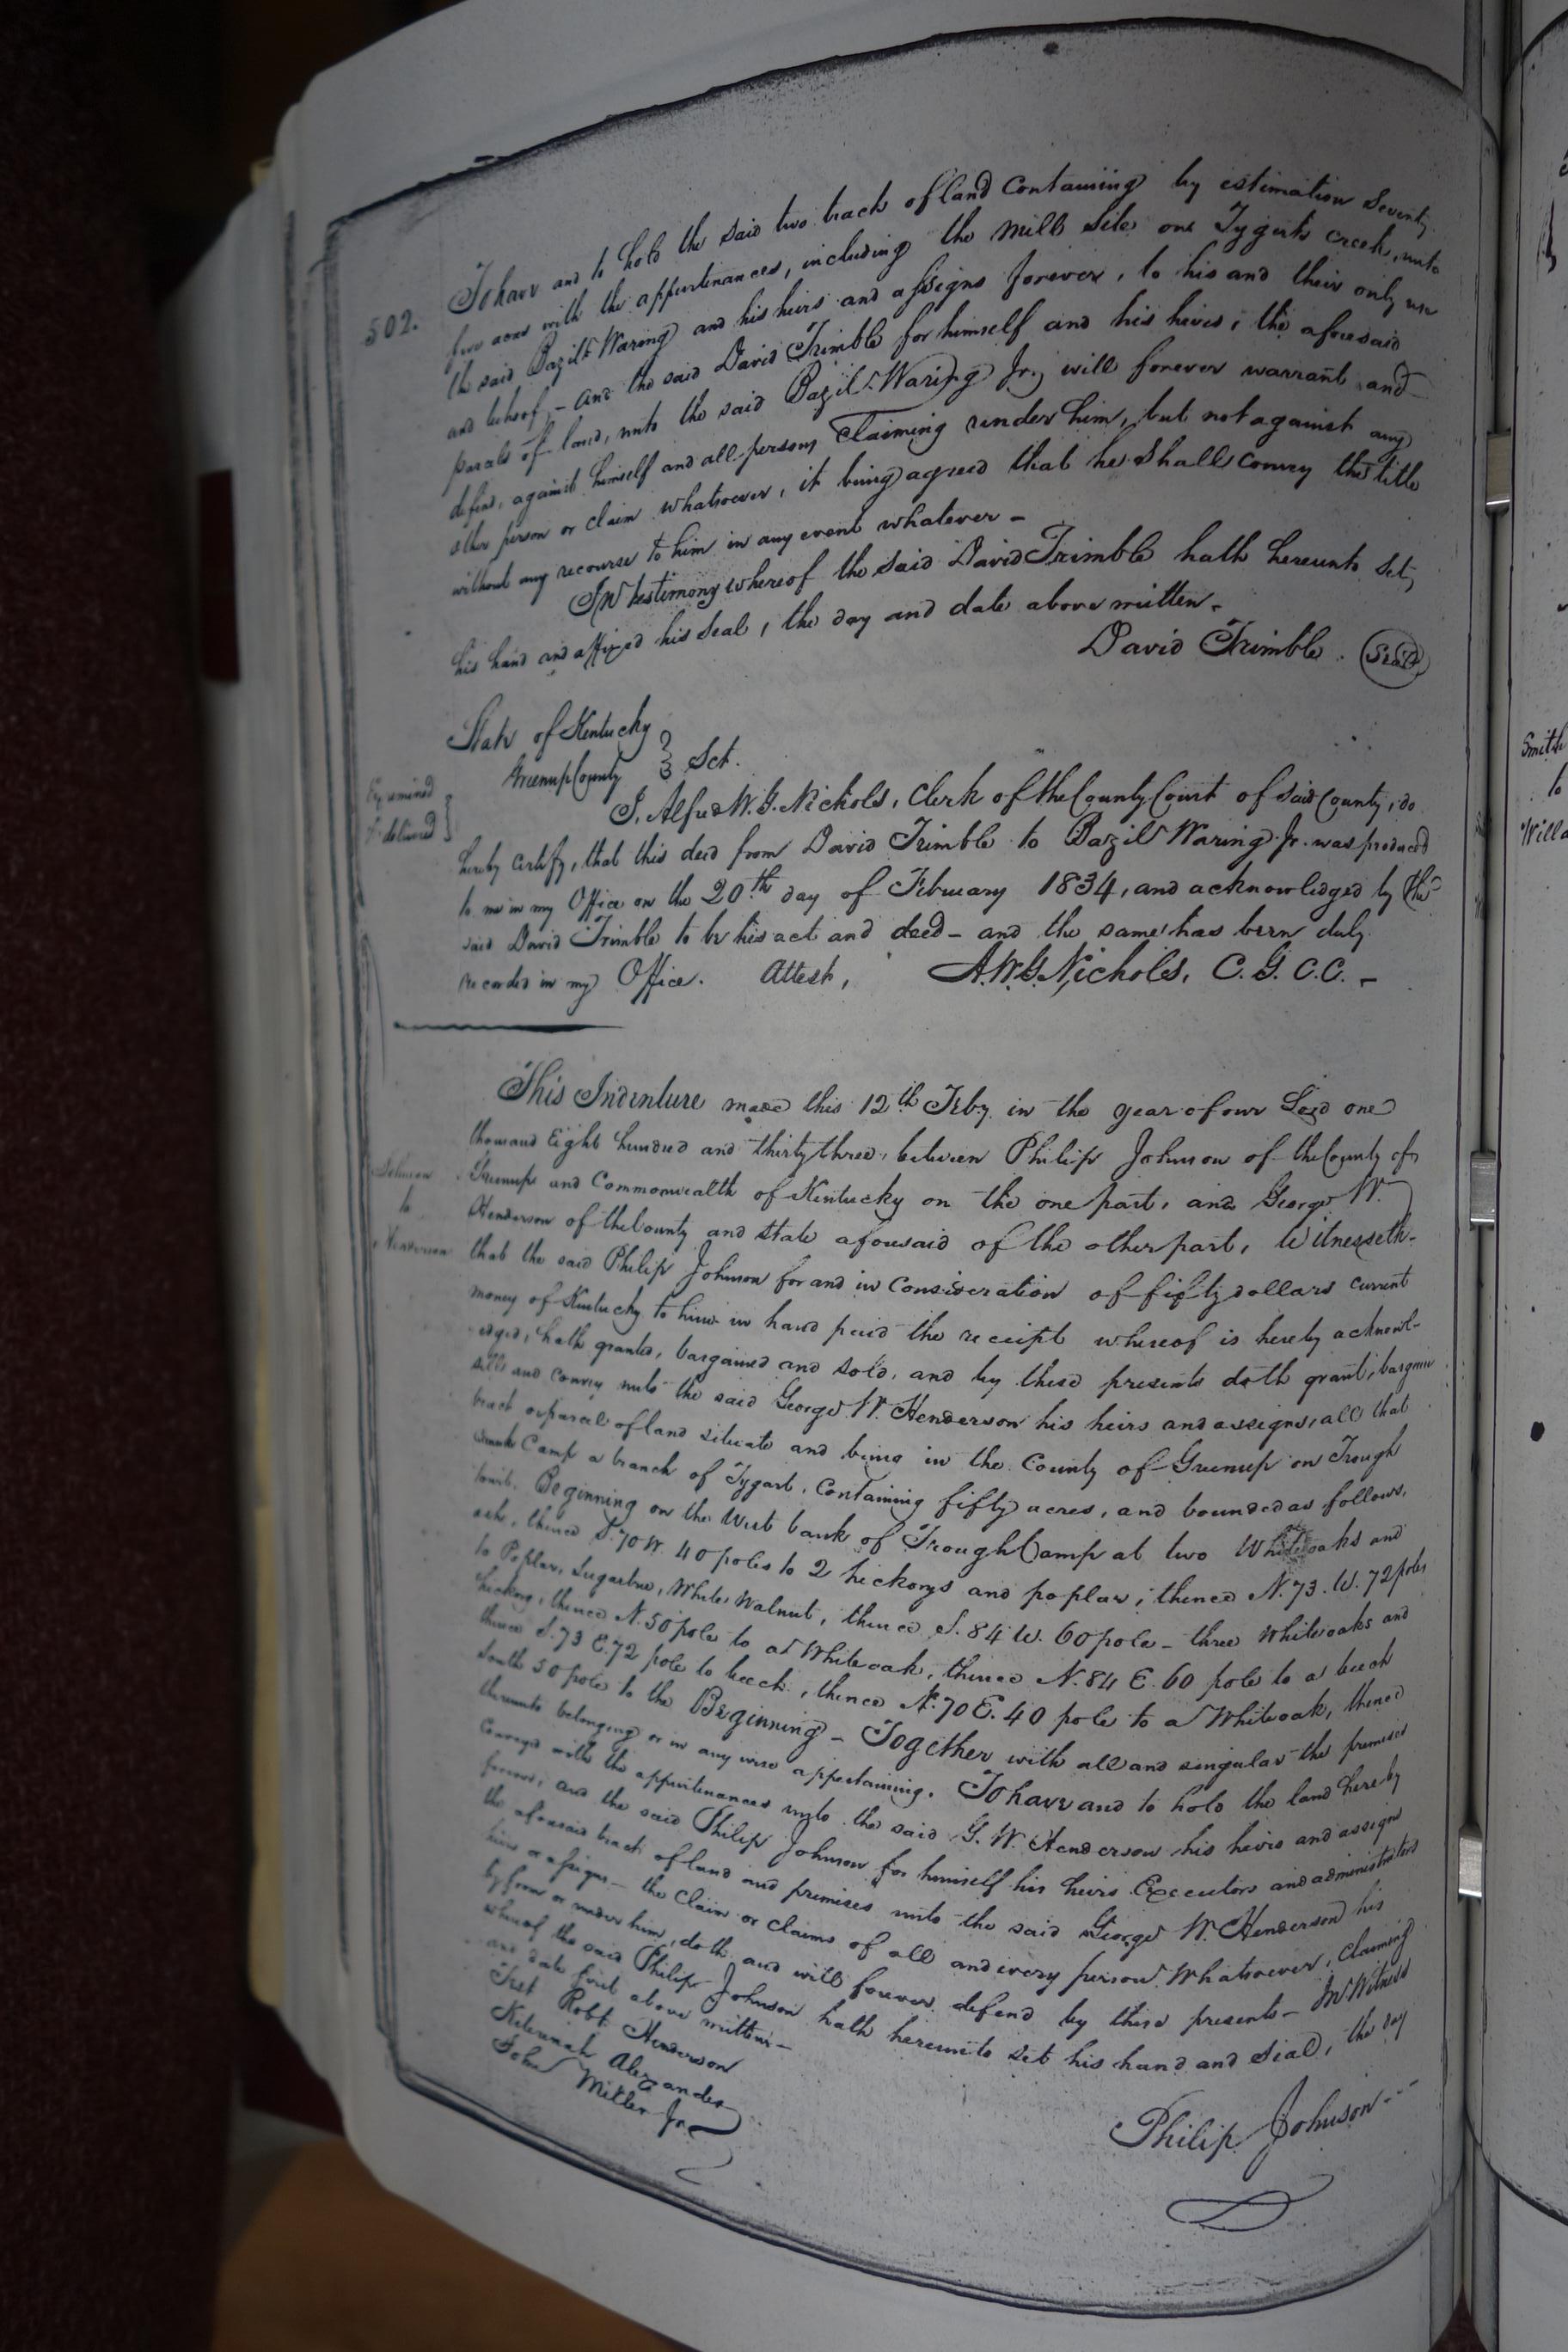 502.
To have and to hold the said two tracts of land containing by estimation Seventy
five acres with the appurtenances, including the mill site one Tygerts creek, unto
the said Bazil Waring and his heirs and assigns forever, to his and their only use
and behoof, - And the said David Trimble for himself and his heirs, the aforesaid
parcels of land, unto the said Bazil Waring Jr; will forever warrant and
defend, against himself and all persons Claiming under him, but not against any
other person or claim whatsoever, it being agreed that he Shall convey the title
without any recourse to him in any event whatever -
In testimony whereof the said David Trimble hath hereunto Set,
his hand and affixed his Seal, the day and date above written.
David Trimble. Seal
State of Kentucky
Greenup County } Sct.
Examined
& delivered
I, Alfred W. G. Nichols, Clerk of the County Court of said County, do
hereby certify, that this deed from David Trimble to Bazil Waring Jr. was produced
to me in my Office on the 20th day of February 1834, and acknowledged by the
said David Trimble to be his act and deed - and the same has been duly
recorded in my Office. Attest, A. W. G. Nichols, C. G. C. C. -
This Indenture made this 12th Feby. in the year of our Lord one
thousand Eight hundred and thirty three, between Philip Johnson of the County of
Johnson
to
Henderson
Greenup and Commonwealth of Kentucky on the one part, and George W.
Henderson of the County and State aforesaid of the other part, Witnesseth-
that the said Philip Johnson for and in Consideration of fifty dollars current
money of Kentucky to him in hand paid the receipt whereof is hereby acknowl-
edged, hath granted, bargained and sold, and by these presents doth grant, bargain
sells and convey unto the said George W. Henderson his heirs and assigns, all that
tract or parcel of land situate and being in the County of Greenup on Trough
Camp a branch of Tygart, Containing fifty acres, and bounded as follows,
towit. Beginning on the West bank of Trough Camp at two Whiteoaks and
ash, thence S. 70 W. 40 poles to 2 hickorys and poplar, thence N. 73. W. 72 poles
to Poplar, Sugartree, White Walnut, thence S. 84 W. 60 pole - three whiteoaks and
hickory, thence N. 50 pole to a Whiteoak, thence N. 84 E. 60 pole to a beech
thence S. 73 E. 72 pole to beech, thence N. 70 E. 40 pole to a Whiteoak, thence
South 50 pole to the Beginning - Together with all and singular the premises
thereunto belonging or in any wise appertaining. To have and to hold the land hereby
conveyed with the appurtenances unto the said G. W. Henderson his heirs and assigns
forever, and the said Philip Johnson for himself his heirs Executors and administrators
the aforesaid tract of land and premises unto the said George W. Henderson his
heirs or assigns - the Claim or claims of all and every person whatsoever, claiming
by from or under him, doth and will forever defend by these presents - In Witness
whereof the said Philip Johnson hath hereunto set his hand and Seal, the day
and date first above written -
Test Robt. Henderson
Alexander
John Miller Jr
Philip Johnson